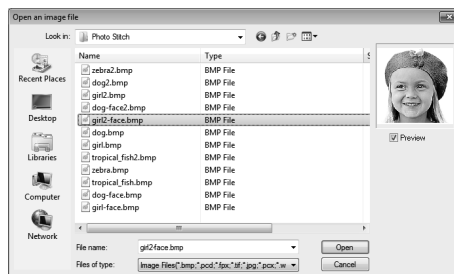 Open an image file
Look in: Photo Stitch
Name Type S
Recent Places
Desktop
Libraries
Computer
Network
zebra2.bmp BMP File
dog2.bmp BMP File
girl2.bmp BMP File
dog-face2.bmp BMP File
girl2-face.bmp BMP File
dog.bmp BMP File
girl.bmp BMP File
tropical_fish2.bmp BMP File
zebra.bmp BMP File
tropical_fish.bmp BMP File
dog-face.bmp BMP File
girl-face.bmp BMP File
Preview
File name: girl2-face.bmp Open
Files of type: Image Files(*.bmp;*.pcd;*.fpx;*.tif;*.jpg;*.pcx;*.w Cancel